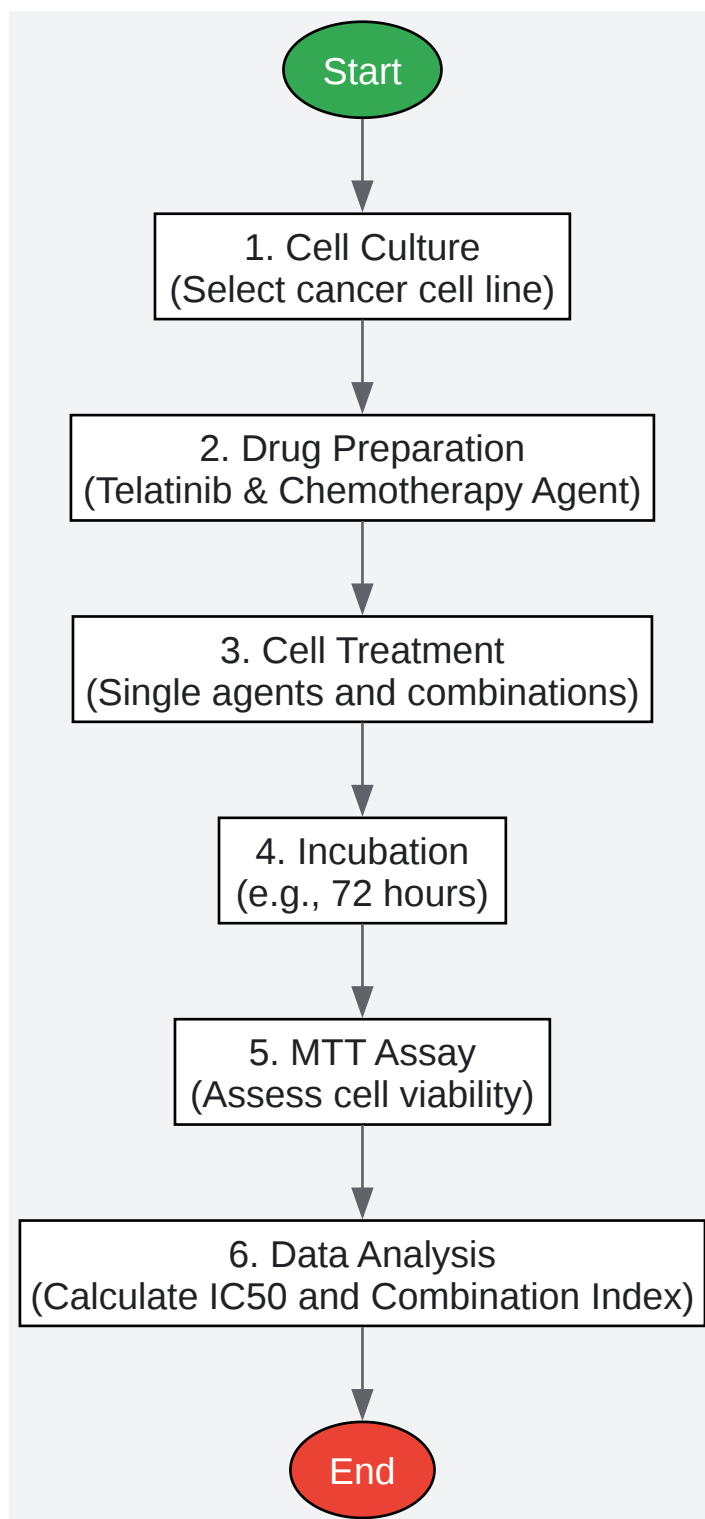 Start
1. Cell Culture
(Select cancer cell line)
2. Drug Preparation
(Telatinib & Chemotherapy Agent)
3. Cell Treatment
(Single agents and combinations)
4. Incubation
(e.g., 72 hours)
5. MTT Assay
(Assess cell viability)
6. Data Analysis
(Calculate IC50 and Combination Index)
End